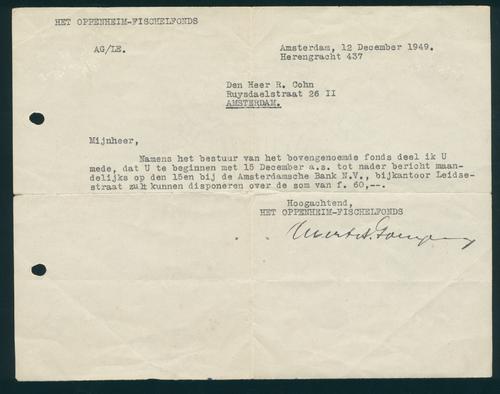 HET OPPENHEIM-FISCHELFONDS
AG/LE.
Amsterdam, 12 December 1949.
Herengracht 437
Den Heer R. Cohn
Ruysdaelstraat 26 II
AMSTERDAM.
Mijnheer,
Namens het bestuur van het bovengenoemde fonds deel ik U
mede, dat U te beginnen met 15 December a.s. tot nader bericht maan-
delijks op den 15en bij de Amsterdamsche Bank N.V., bijkantoor Leidse-
straat zult kunnen disponeren over de som van f. 60,--.
Hoogachtend,
HET OPPENHEIM-FISCHELFONDS